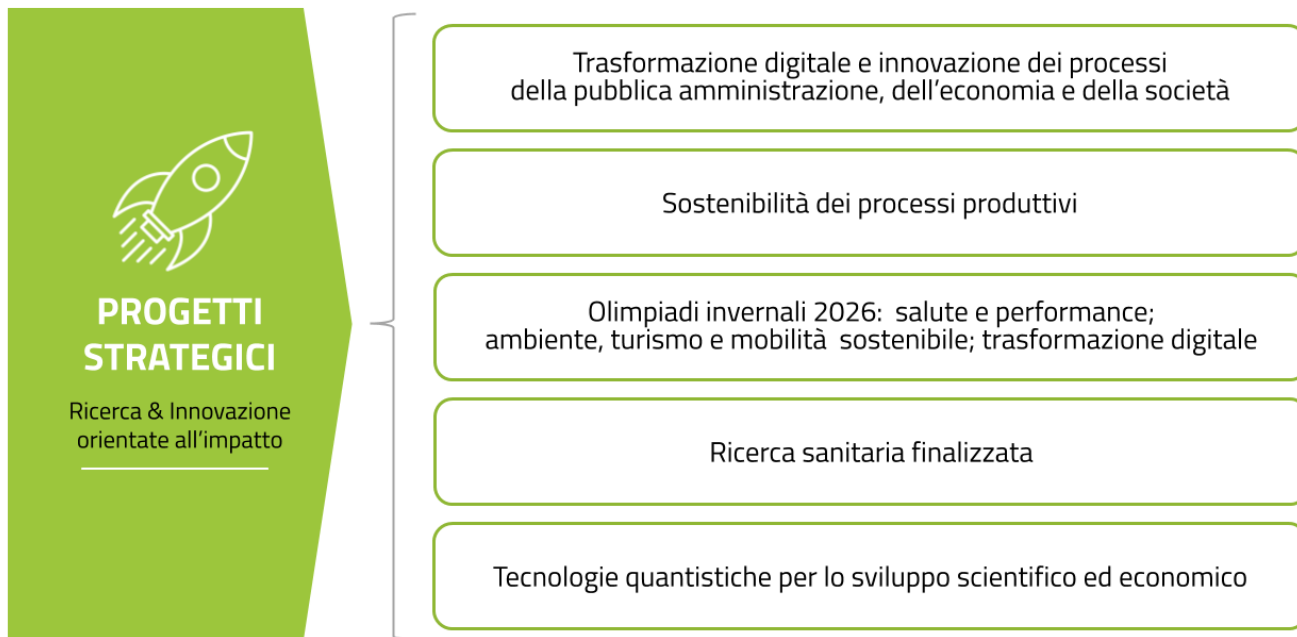 PROGETTI
STRATEGICI
Ricerca & Innovazione
orientate all'impatto
Trasformazione digitale e innovazione dei processi
della pubblica amministrazione, dell'economia e della società
Sostenibilità dei processi produttivi
Olimpiadi invernali 2026: salute e performance;
ambiente, turismo e mobilità sostenibile; trasformazione digitale
Ricerca sanitaria finalizzata
Tecnologie quantistiche per lo sviluppo scientifico ed economico